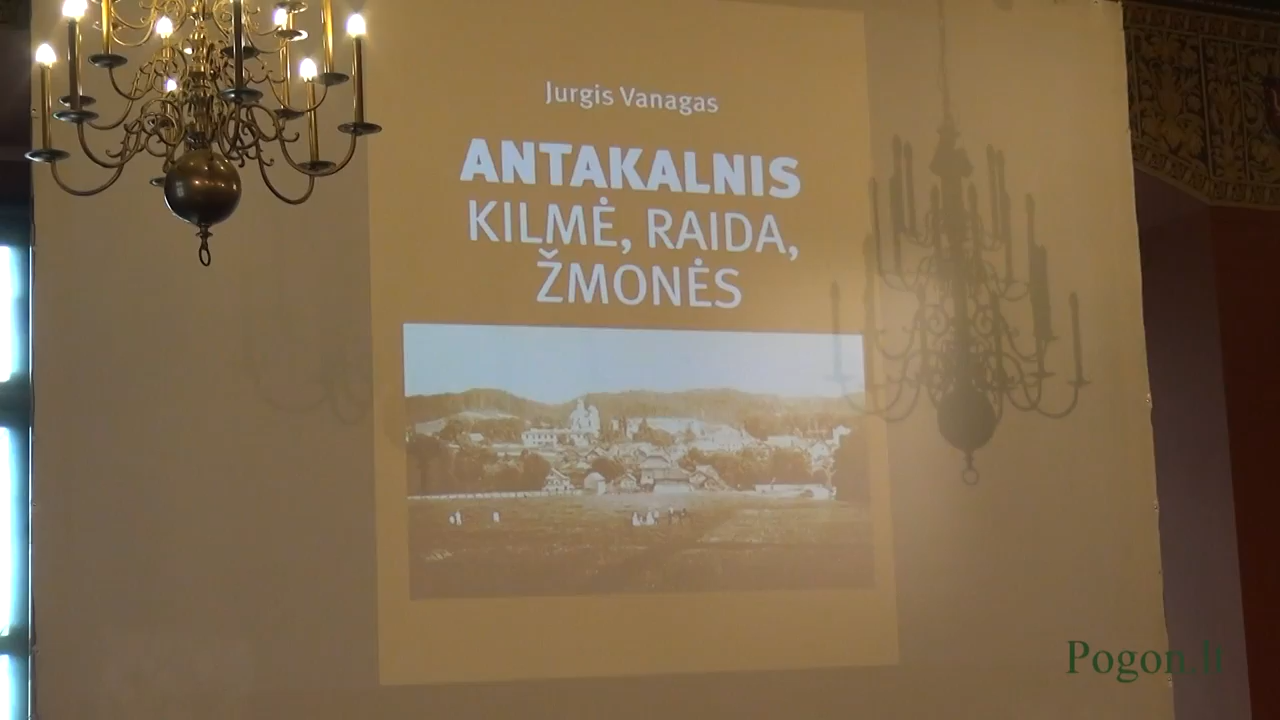 Jurgis Vanagas
ANTAKALNIS
KILMĖ, RAIDA,
ŽMONĖS
Pogon.lt